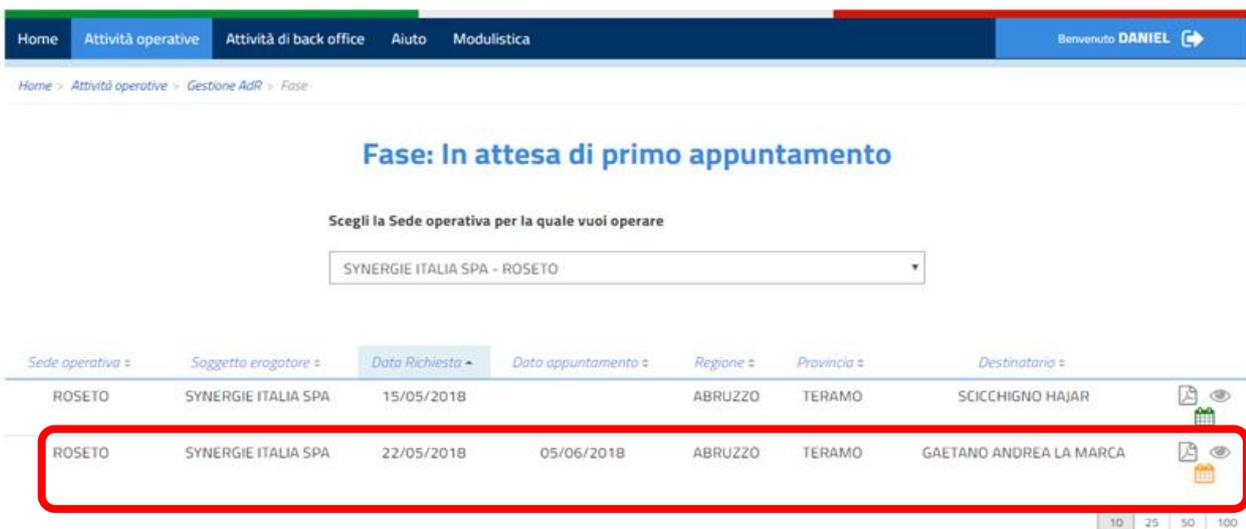 Home Attività operative Attività di back office Aiuto Modulistica Benvenuto DANIEL
Home > Attività operative > Gestione AdR > Fase
Fase: In attesa di primo appuntamento
Scegli la Sede operativa per la quale vuoi operare
SYNERGIE ITALIA SPA - ROSETO
Sede operativa Soggetto erogatore Data Richiesta Data appuntamento Regione Provincia Destinatario
ROSETO SYNERGIE ITALIA SPA 15/05/2018 ABRUZZO TERAMO SCICCHIGNO HAJAR
ROSETO SYNERGIE ITALIA SPA 22/05/2018 05/06/2018 ABRUZZO TERAMO GAETANO ANDREA LA MARCA
10 25 50 100